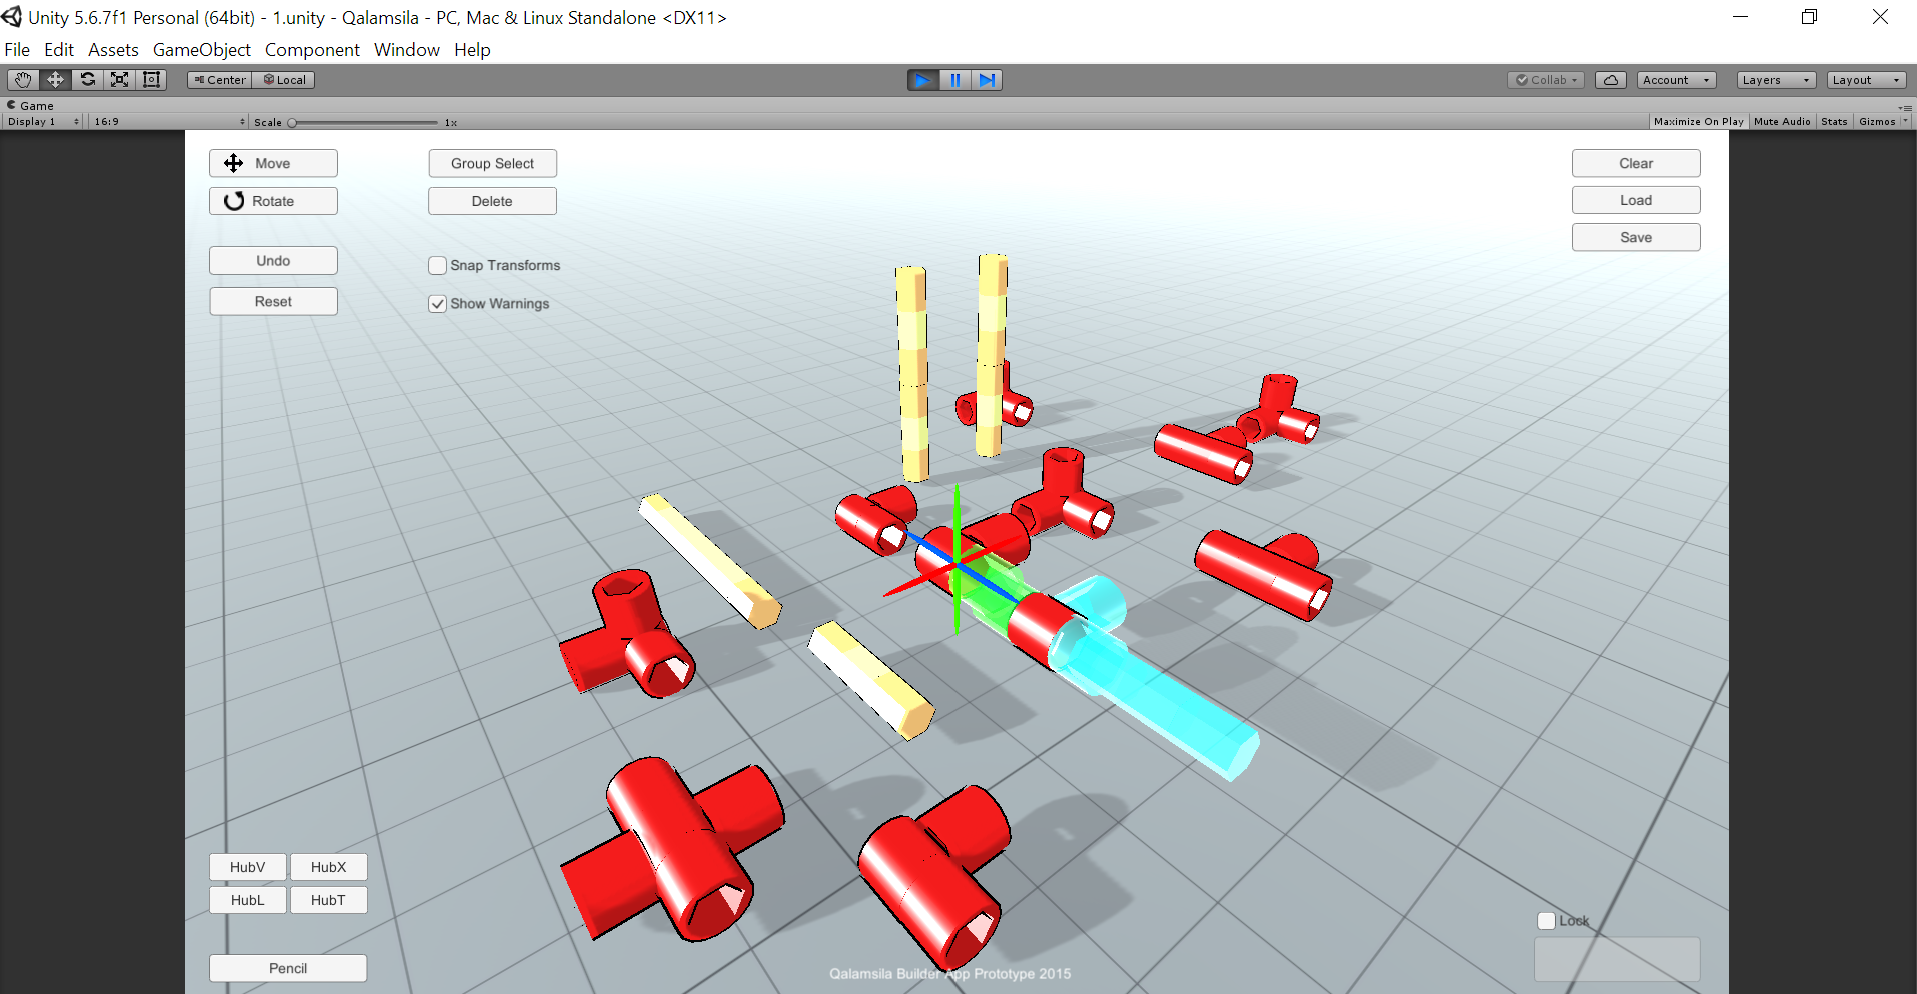 Unity 5.6.7f1 Personal (64bit) - 1.unity - Qalamsila - PC, Mac & Linux Standalone <DX11>
File Edit Assets GameObject Component Window Help
Center Local Collab Account Layers Layout
Game
Display 1 16:9 Scale 1x Maximize On Play Mute Audio Stats Gizmos
Move Group Select Clear
Rotate Delete Load
Save
Undo Snap Transforms
Reset Show Warnings
HubV HubX
HubL HubT
Lock
Pencil
Qalamsila Builder App Prototype 2015